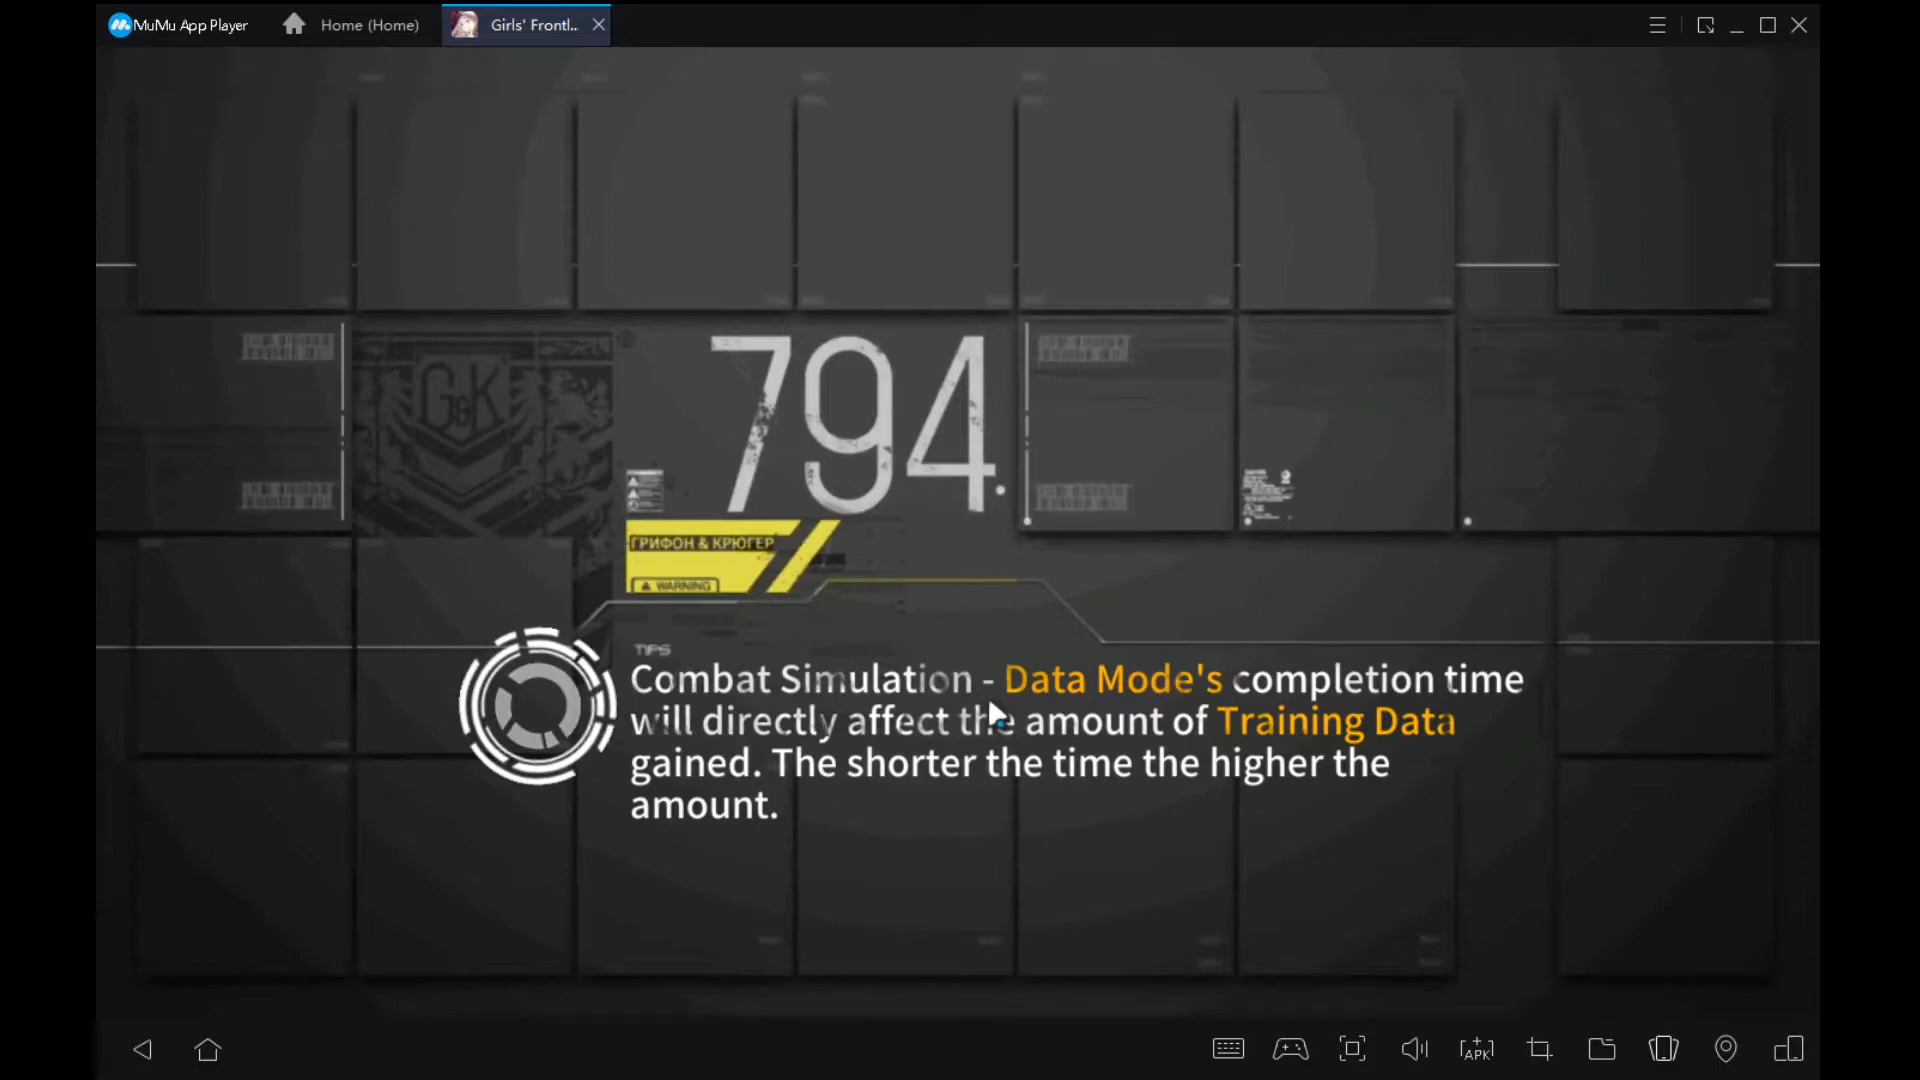 MuMu App Player
Home (Home)
Girls' Frontl..
G&K
794.
ГРИФОН & КРЮГЕР
WARNING
TIPS
Combat Simulation - Data Mode's completion time
will directly affect the amount of Training Data
gained. The shorter the time the higher the
amount.
APK